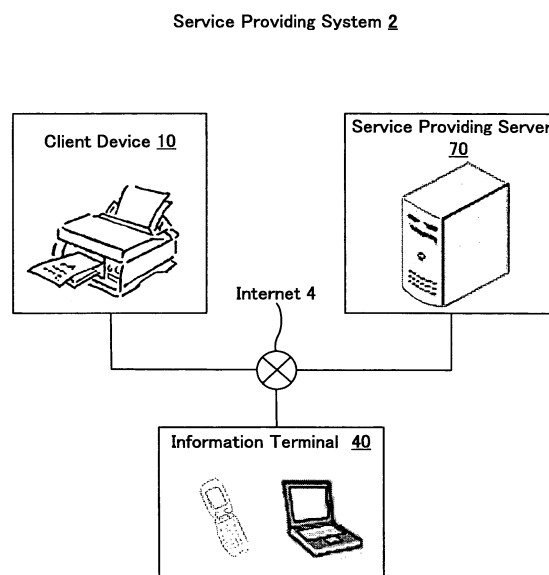 Service Providing System 2
Client Device 10
Service Providing Server
70
Internet 4
Information Terminal 40